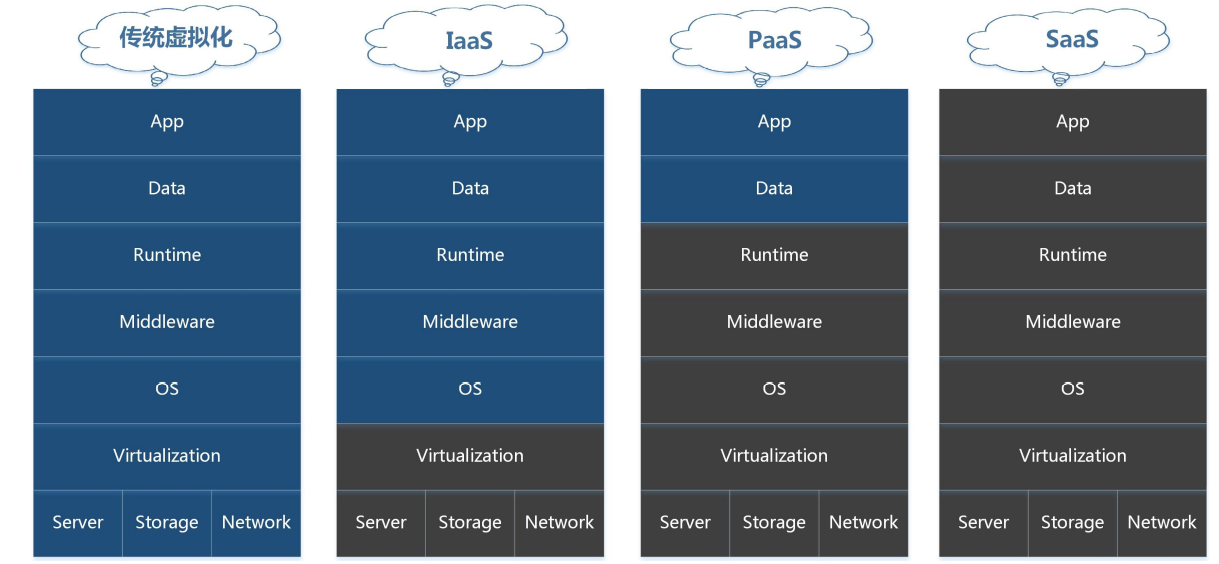 传统虚拟化
IaaS
PaaS
SaaS
App
App
App
App
Data
Data
Data
Data
Runtime
Runtime
Runtime
Runtime
Middleware
Middleware
Middleware
Middleware
OS
OS
OS
OS
Virtualization
Virtualization
Virtualization
Virtualization
Server
Storage
Network
Server
Storage
Network
Server
Storage
Network
Server
Storage
Network